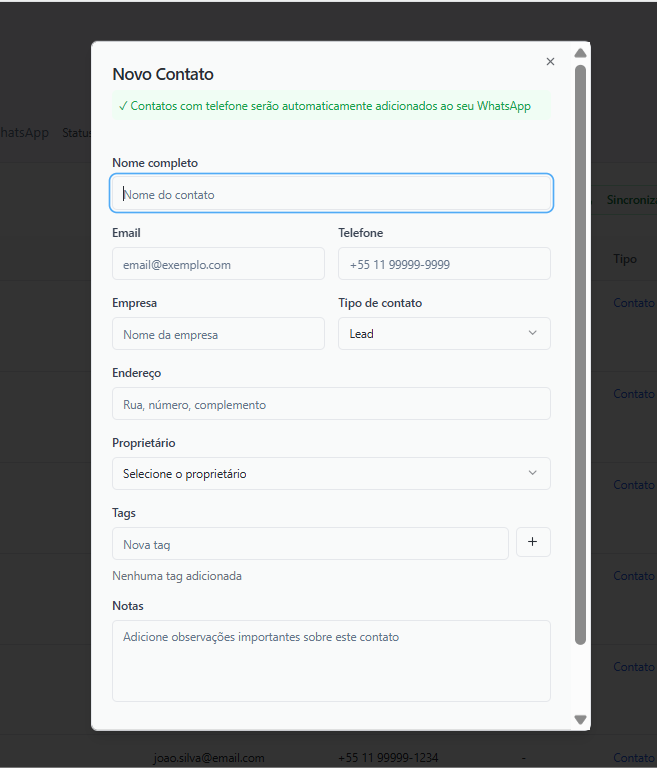 Novo Contato
✓ Contatos com telefone serão automaticamente adicionados ao seu WhatsApp
hatsApp Status
Nome completo
Nome do contato
Sincroniza
Email Telefone
email@exemplo.com +55 11 99999-9999
Tipo
Empresa Tipo de contato
Contato
Nome da empresa Lead
Endereço
Contato
Rua, número, complemento
Proprietário
Selecione o proprietário
Contato
Tags
Nova tag +
Nenhuma tag adicionada
Contato
Notas
Adicione observações importantes sobre este contato
Contato
joao.silva@email.com +55 11 99999-1234 - Contato